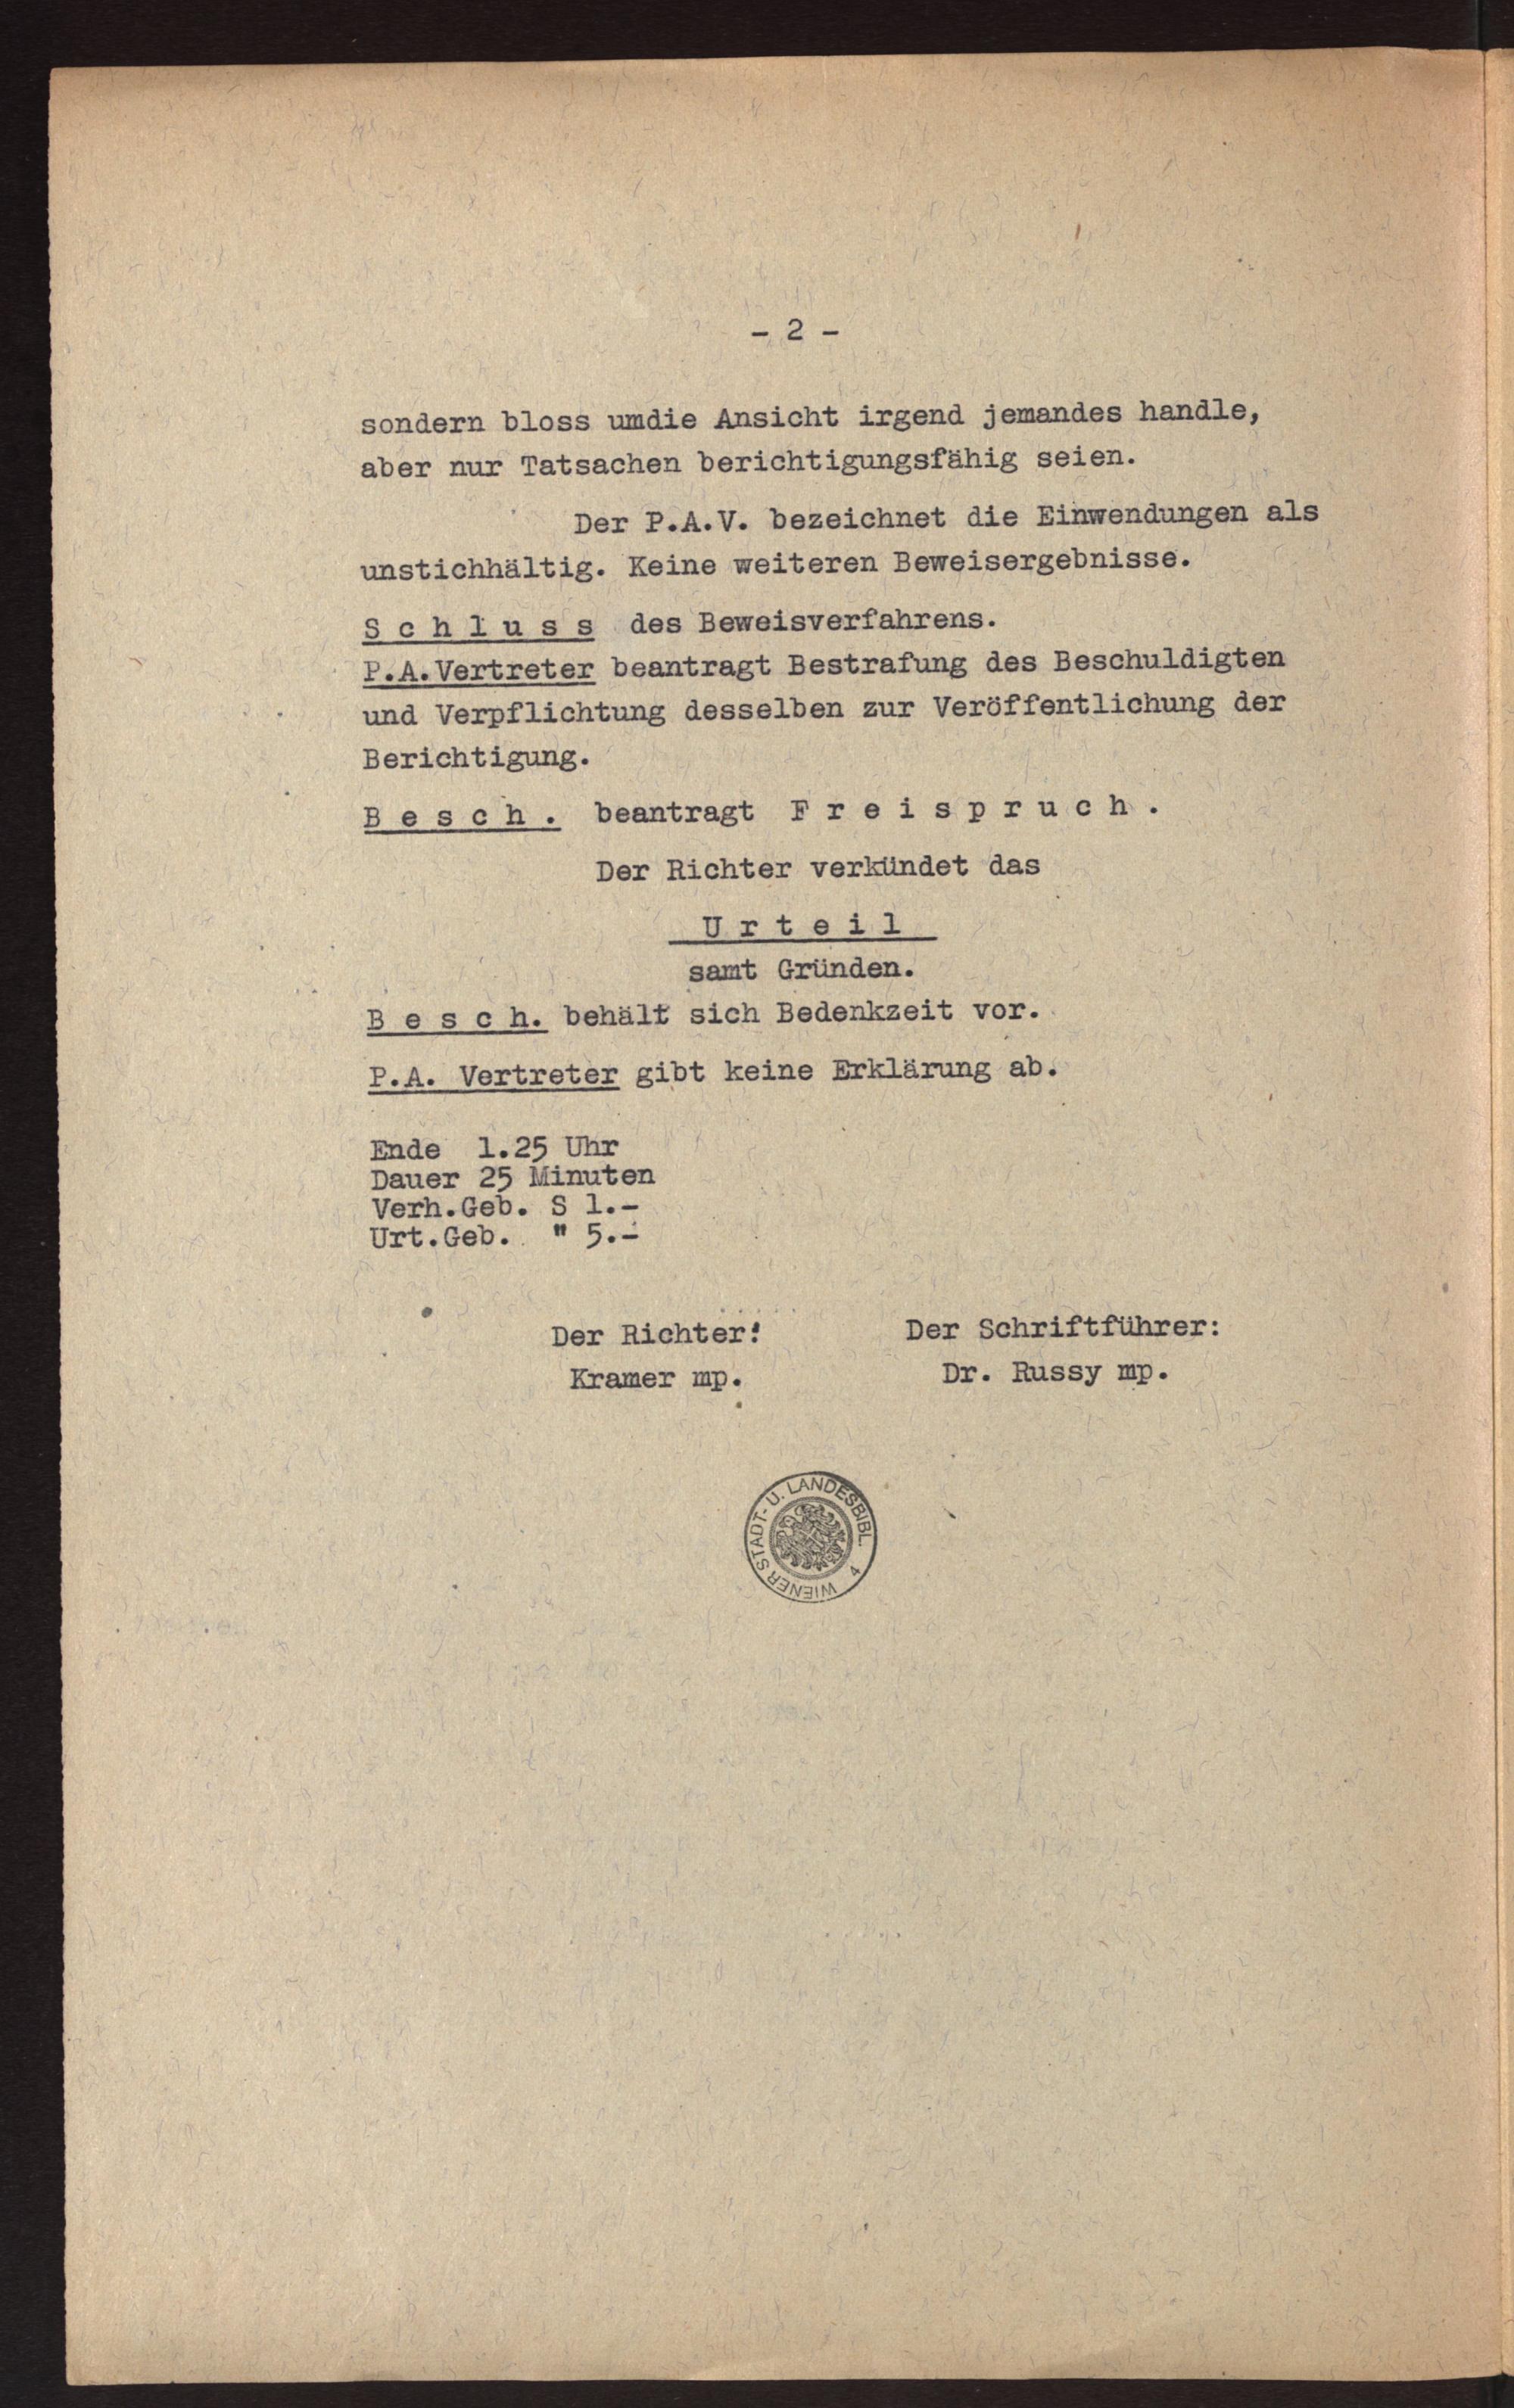 - 2 -
sondern bloss umdie Ansicht irgend jemandes handle,
aber nur Tatsachen berichtigungsfähig seien.
Der P.A.V. bezeichnet die Einwendungen als
unstichhältig. Keine weiteren Beweisergebnisse.
S c h l u s s des Beweisverfahrens.
P.A.Vertreter beantragt Bestrafung des Beschuldigten
und Verpflichtung desselben zur Veröffentlichung der
Berichtigung.
B e s c h . beantragt F r e i s p r u c h .
Der Richter verkündet das
U r t e i l
samt Gründen.
B e s c h. behält sich Bedenkzeit vor.
P.A. Vertreter gibt keine Erklärung ab.
Ende 1.25 Uhr
Dauer 25 Minuten
Verh.Geb. S 1.-
Urt.Geb. " 5.-
Der Richter: Der Schriftführer:
Kramer mp. Dr. Russy mp.
WIENER STADT- U. LANDESBIBL. 4